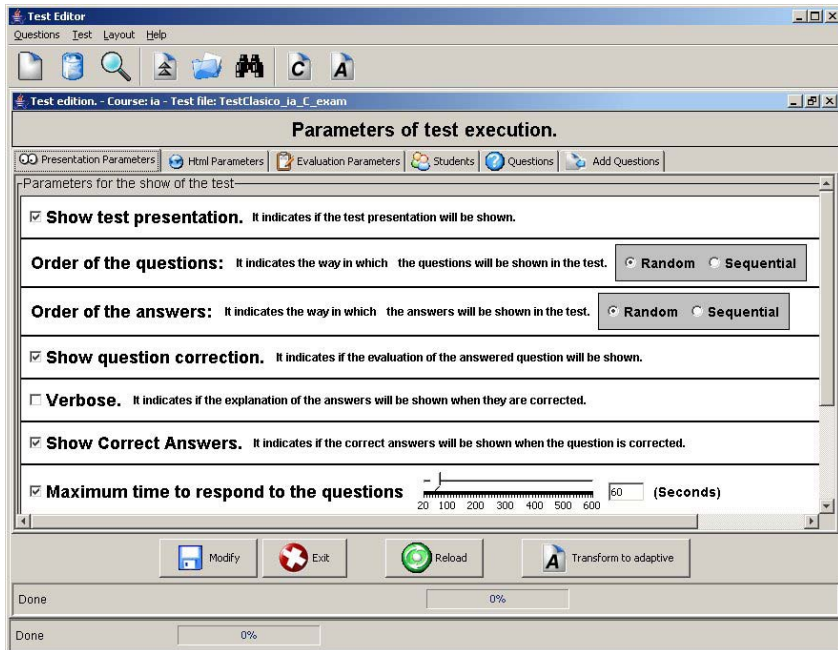 Test Editor
Questions Test Layout Help
C A
Test edition. - Course: ia - Test file: TestClasico_ia_C_exam
Parameters of test execution.
Presentation Parameters Html Parameters Evaluation Parameters Students Questions Add Questions
Parameters for the show of the test
Show test presentation. It indicates if the test presentation will be shown.
Order of the questions: It indicates the way in which the questions will be shown in the test. Random Sequential
Order of the answers: It indicates the way in which the answers will be shown in the test. Random Sequential
Show question correction. It indicates if the evaluation of the answered question will be shown.
Verbose. It indicates if the explanation of the answers will be shown when they are corrected.
Show Correct Answers. It indicates if the correct answers will be shown when the question is corrected.
Maximum time to respond to the questions 60 (Seconds)
20 100 200 300 400 500 600
Modify Exit Reload A Transform to adaptive
Done 0%
Done 0%